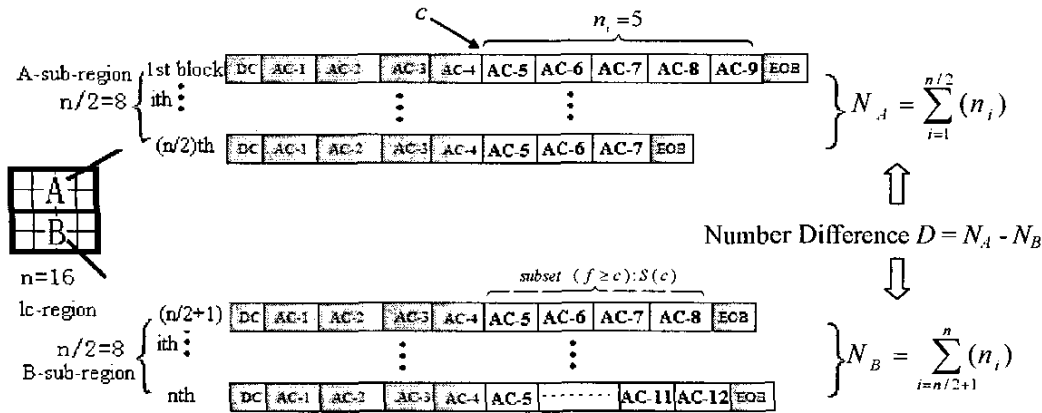 c
n_i=5
A-sub-region
n/2=8
1st block DC AC-1 AC-2 AC-3 AC-4 AC-5 AC-6 AC-7 AC-8 AC-9 EOB
ith
(n/2)th DC AC-1 AC-2 AC-3 AC-4 AC-5 AC-6 AC-7 EOB
N_A = \sum_{i=1}^{n/2} (n_i)
A
B
n=16
lc-region
Number Difference D = N_A - N_B
subset (f ≥ c): S(c)
n/2=8
B-sub-region
(n/2+1) DC AC-1 AC-2 AC-3 AC-4 AC-5 AC-6 AC-7 AC-8 EOB
ith
nth DC AC-1 AC-2 AC-3 AC-4 AC-5 ········ AC-11 AC-12 EOB
N_B = \sum_{i=n/2+1}^{n} (n_i)